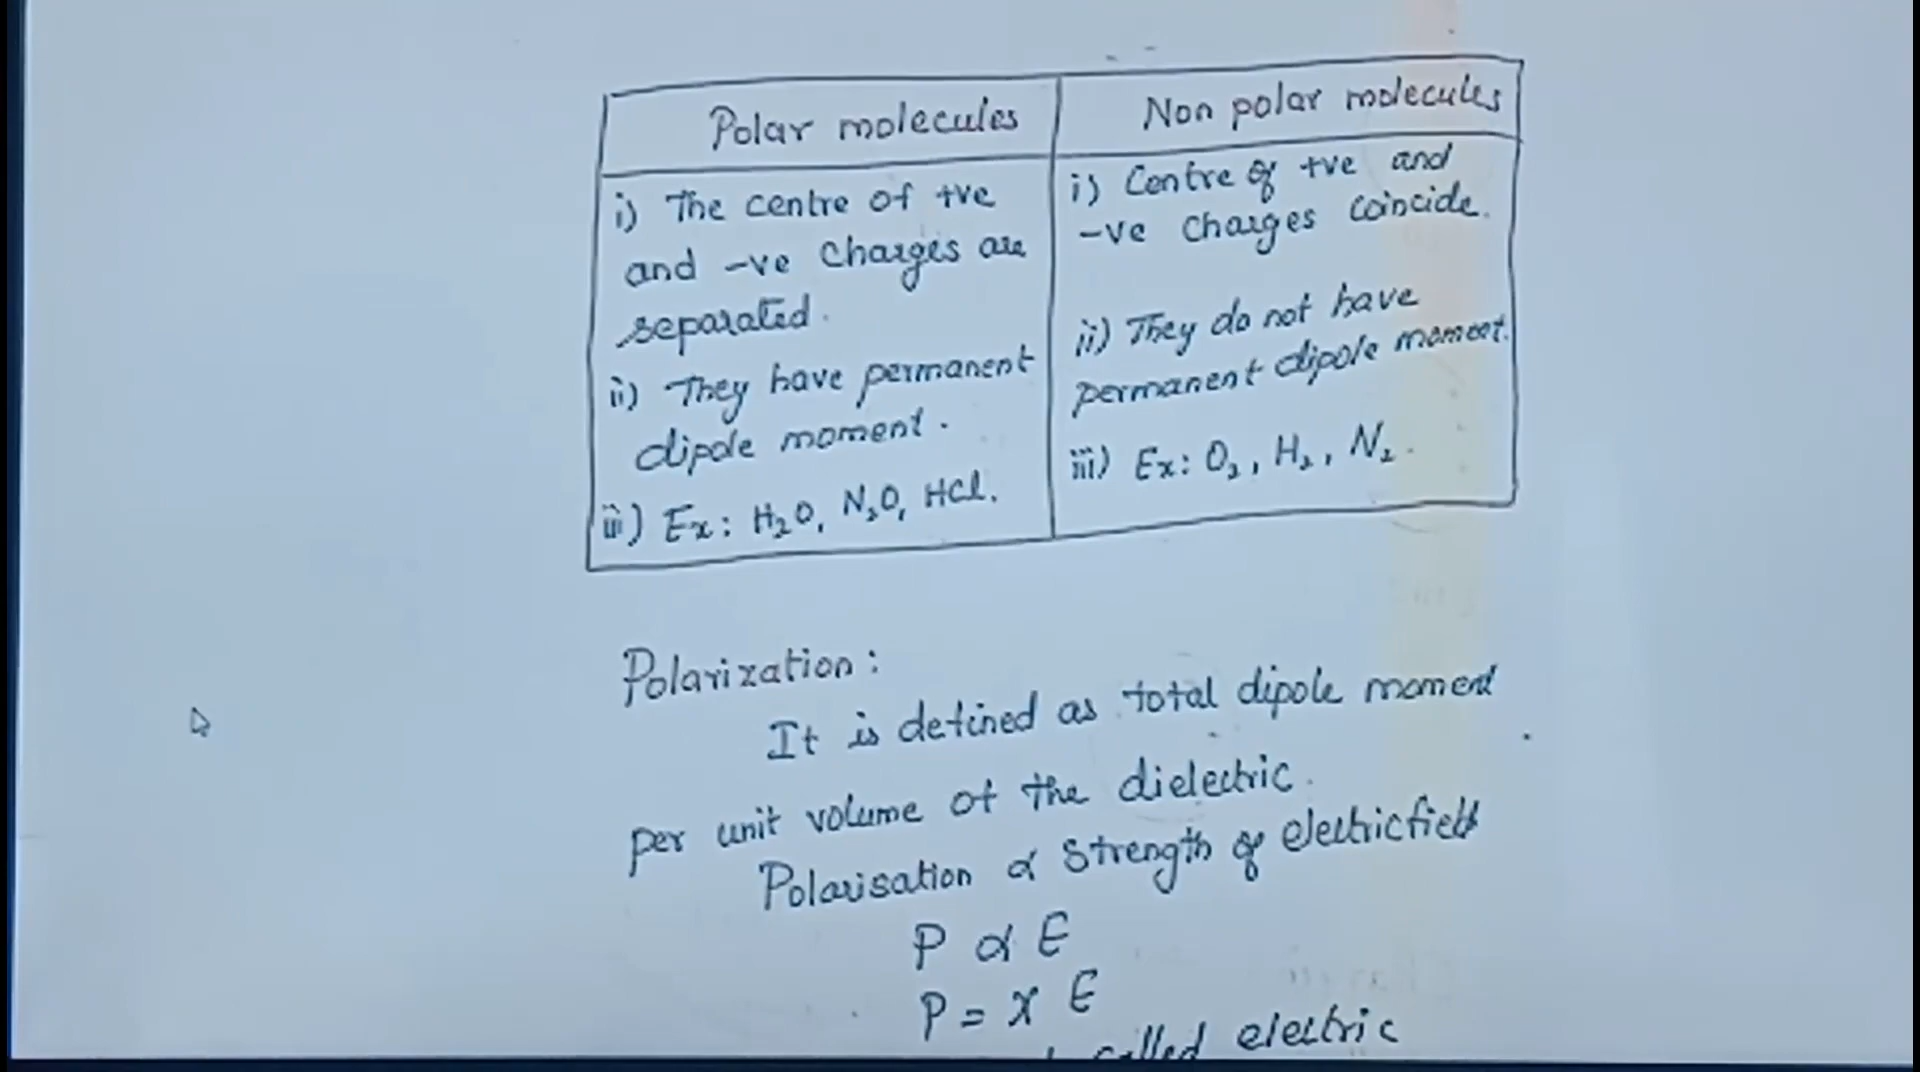 Polar molecules
i) The centre of +ve
and -ve charges are
separated.
ii) They have permanent
dipole moment.
iii) Ex: H₂O, N₂O, HCl.
Non polar molecules
i) Centre of +ve and
-ve charges coincide.
ii) They do not have
permanent dipole moment.
iii) Ex: O₂, H₂, N₂.
Polarization:
It is defined as total dipole moment
per unit volume of the dielectric.
Polarisation α strength of electric field
P α E
P = χ E
called electric